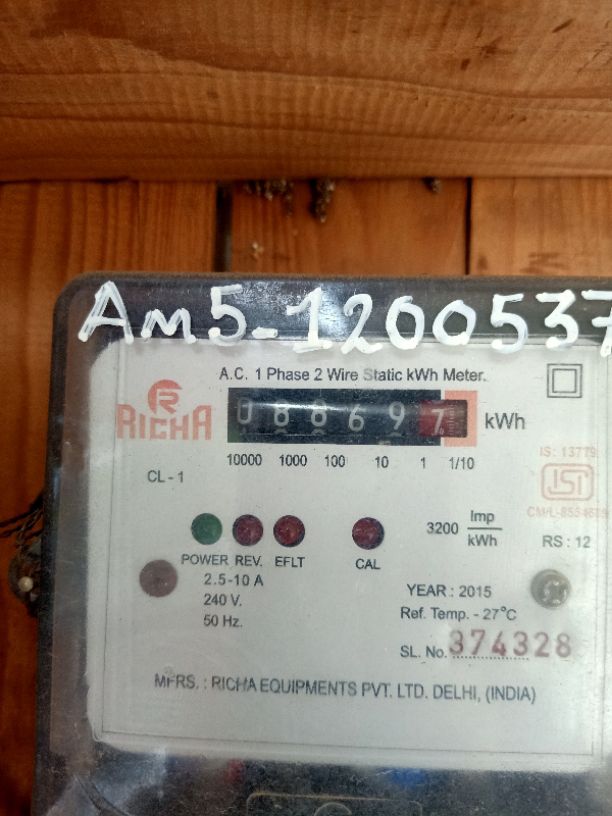 Am5-1200537
A.C. 1 Phase 2 Wire Static kWh Meter.
RICHA
088697 kWh
10000 1000 100 10 1 1/10
CL - 1
IS : 13779
ISI
3200 Imp/kWh
RS : 12
POWER REV. EFLT CAL
2.5-10 A
240 V.
50 Hz.
YEAR : 2015
Ref. Temp. - 27°C
SL. No. 374328
MFRS. : RICHA EQUIPMENTS PVT. LTD. DELHI, (INDIA)